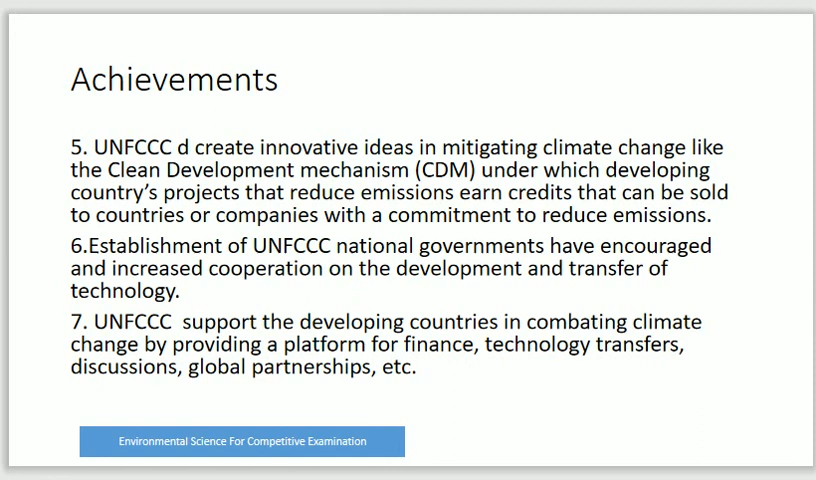 Achievements
5. UNFCCC d create innovative ideas in mitigating climate change like
the Clean Development mechanism (CDM) under which developing
country's projects that reduce emissions earn credits that can be sold
to countries or companies with a commitment to reduce emissions.
6.Establishment of UNFCCC national governments have encouraged
and increased cooperation on the development and transfer of
technology.
7. UNFCCC  support the developing countries in combating climate
change by providing a platform for finance, technology transfers,
discussions, global partnerships, etc.
Environmental Science For Competitive Examination